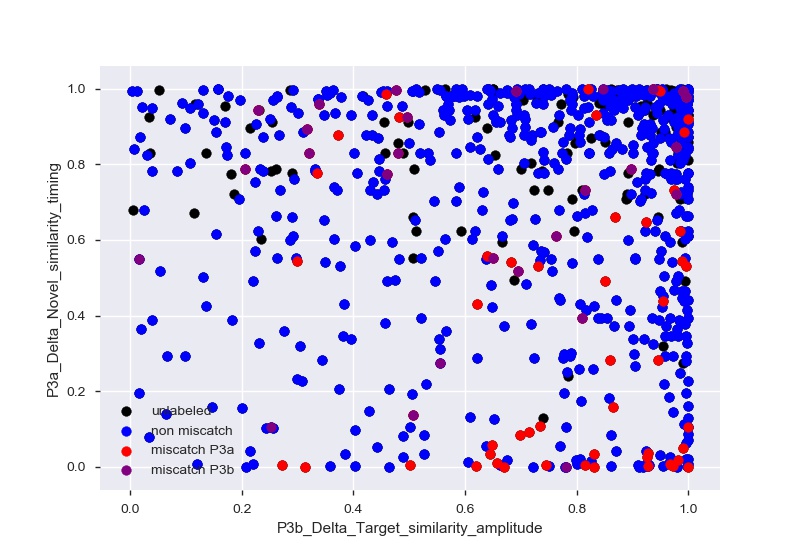 1.0
0.8
0.6
0.4
0.2
0.0
P3a_Delta_Novel_similarity_timing
unlabeled
non miscatch
miscatch P3a
miscatch P3b
0.0 0.2 0.4 0.6 0.8 1.0
P3b_Delta_Target_similarity_amplitude